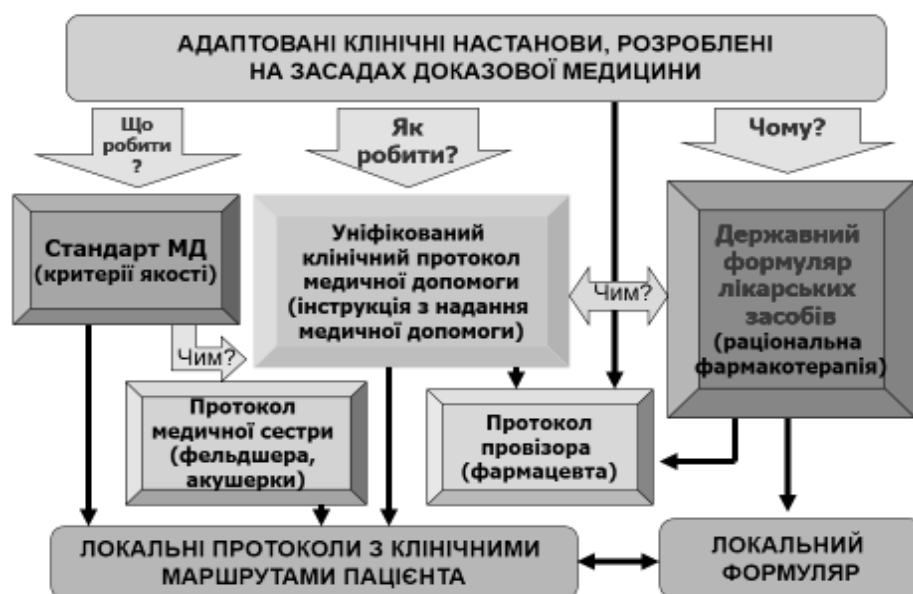 АДАПТОВАНІ КЛІНІЧНІ НАСТАНОВИ, РОЗРОБЛЕНІ
НА ЗАСАДАХ ДОКАЗОВОЇ МЕДИЦИНИ
Що
робити
?
Як
робити?
Чому?
Стандарт МД
(критерії якості)
Уніфікований
клінічний протокол
медичної допомоги
(інструкція з надання
медичної допомоги)
Чим?
Державний
формуляр
лікарських
засобів
(раціональна
фармакотерапія)
Чим?
Протокол
медичної сестри
(фельдшера,
акушерки)
Протокол
провізора
(фармацевта)
ЛОКАЛЬНІ ПРОТОКОЛИ З КЛІНІЧНИМИ
МАРШРУТАМИ ПАЦІЄНТА
ЛОКАЛЬНИЙ
ФОРМУЛЯР